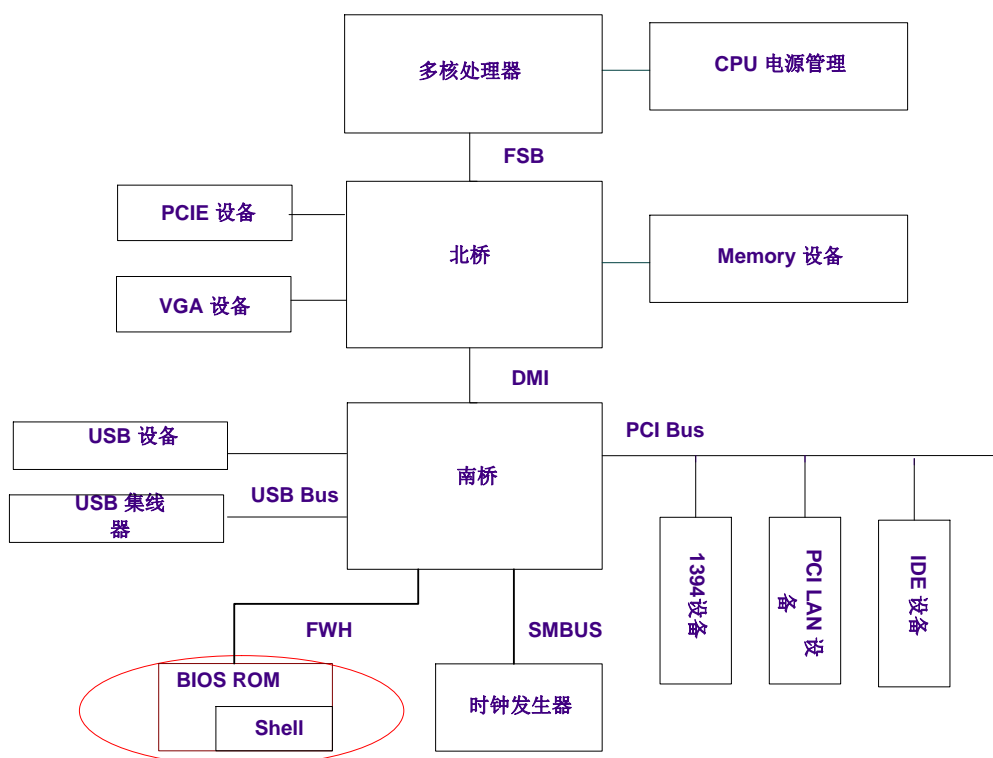 多核处理器
CPU 电源管理
FSB
PCIE 设备
北桥
Memory 设备
VGA 设备
DMI
USB 设备
PCI Bus
南桥
USB Bus
USB 集线
器
1394设备
PCI LAN 设
备
IDE 设备
FWH
SMBUS
BIOS ROM
Shell
时钟发生器